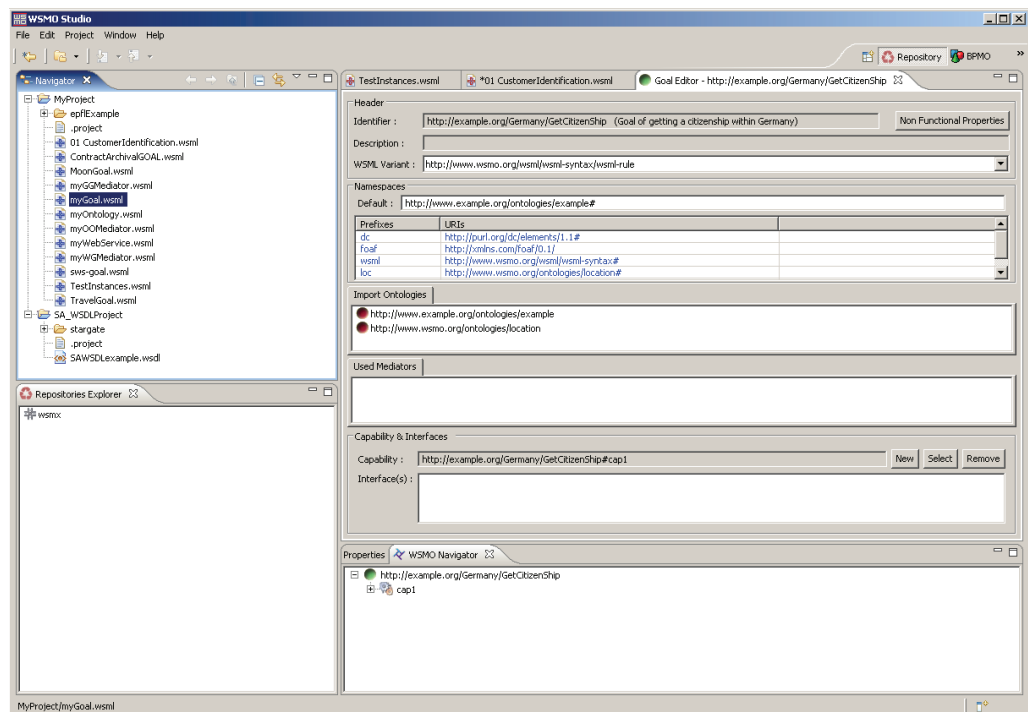 WSMO Studio
File Edit Project Window Help
Repository BPMO »
Navigator
MyProject
epflExample
.project
01 CustomerIdentification.wsml
ContractArchivalGOAL.wsml
MoonGoal.wsml
myGGMediator.wsml
myGoal.wsml
myOntology.wsml
myOOMediator.wsml
myWebService.wsml
myWGMediator.wsml
sws-goal.wsml
TestInstances.wsml
TravelGoal.wsml
SA_WSDLProject
stargate
.project
SAWSDLexample.wsdl
Repositories Explorer
wsmx
TestInstances.wsml *01 CustomerIdentification.wsml Goal Editor - http://example.org/Germany/GetCitizenShip
Header
Identifier : http://example.org/Germany/GetCitizenShip (Goal of getting a citizenship within Germany) Non Functional Properties
Description :
WSML Variant : http://www.wsmo.org/wsml/wsml-syntax/wsml-rule
Namespaces
Default : http://www.example.org/ontologies/example#
Prefixes URIs
dc http://purl.org/dc/elements/1.1#
foaf http://xmlns.com/foaf/0.1/
wsml http://www.wsmo.org/wsml/wsml-syntax#
loc http://www.wsmo.org/ontologies/location#
Import Ontologies
http://www.example.org/ontologies/example
http://www.wsmo.org/ontologies/location
Used Mediators
Capability & Interfaces
Capability : http://example.org/Germany/GetCitizenShip#cap1 New Select Remove
Interface(s) :
Properties WSMO Navigator
http://example.org/Germany/GetCitizenShip
cap1
MyProject/myGoal.wsml